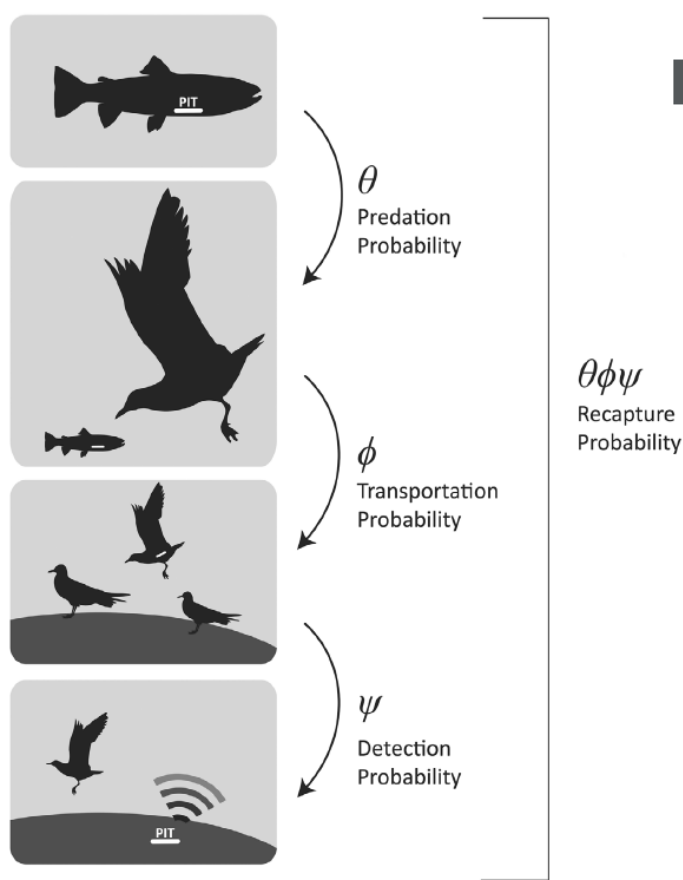 PIT
θ
Predation
Probability
ϕ
Transportation
Probability
θϕψ
Recapture
Probability
ψ
Detection
Probability
PIT